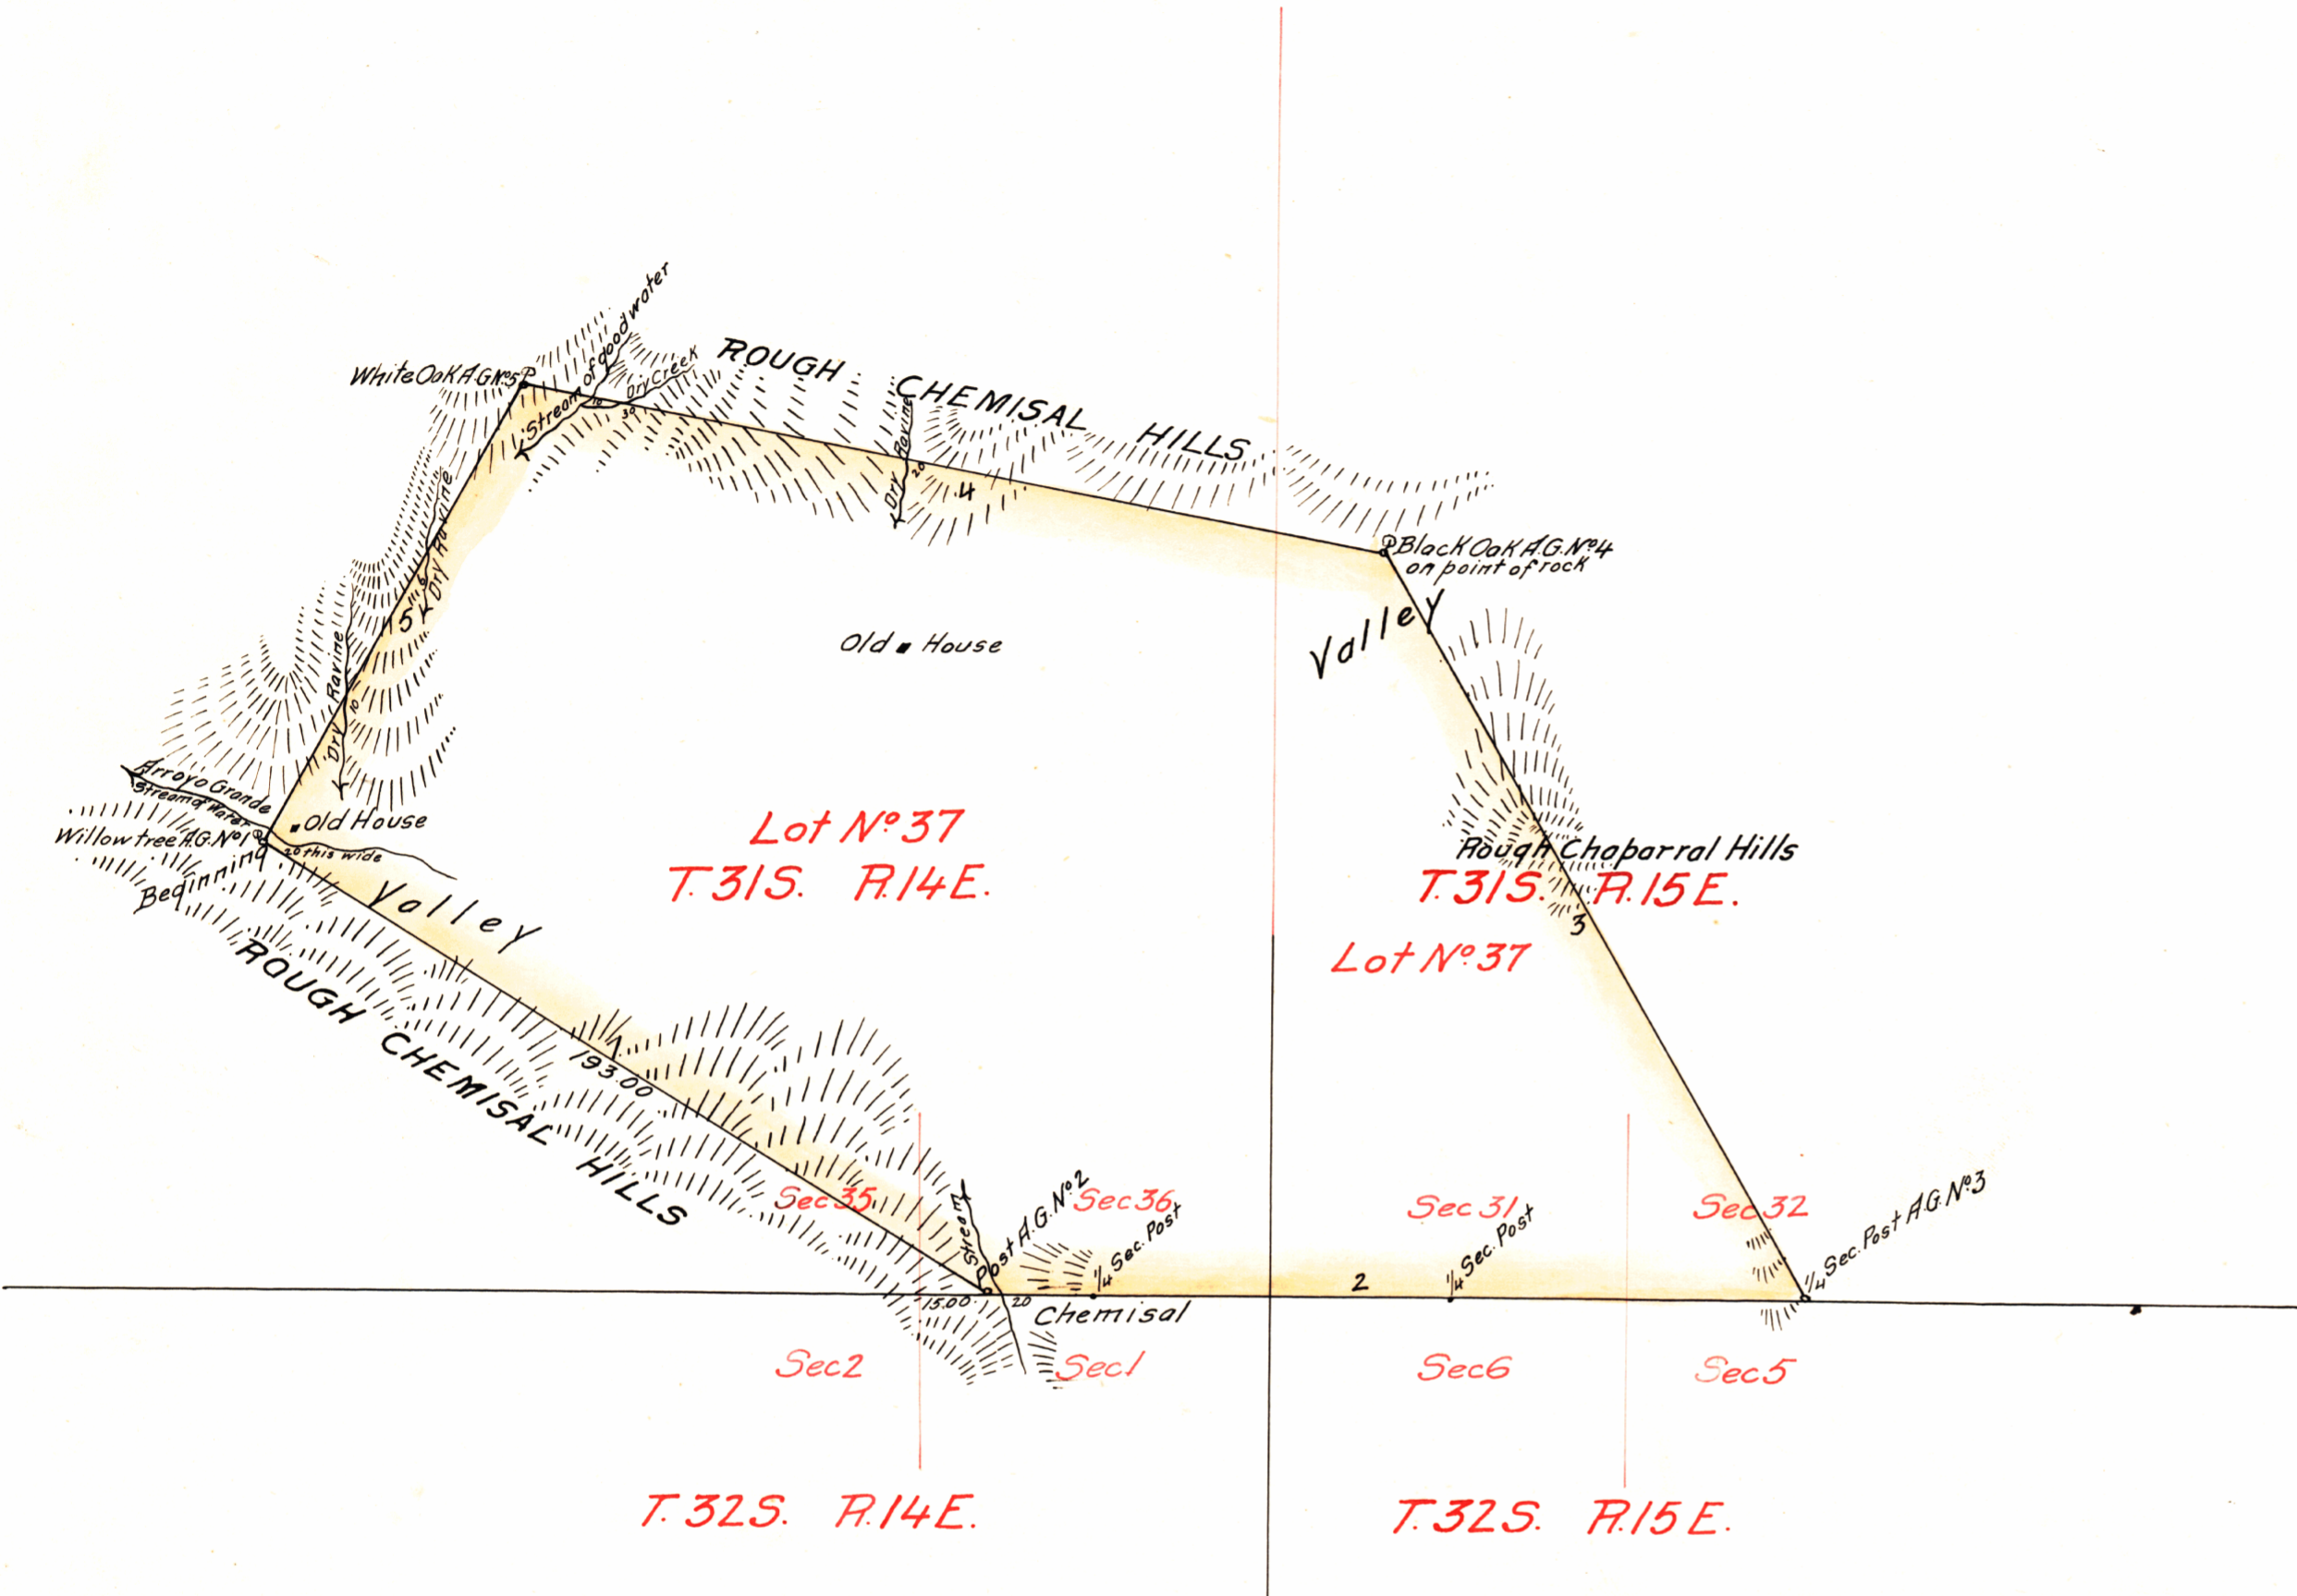 Stream of good water
Dry Creek
ROUGH CHEMISAL HILLS
White Oak A.G. Nº 5
10
30
Dry Ravine
20
4
Black Oak A.G. Nº 4
on point of rock
Valley
Dry Ravine
6
5
Old House
Dry Ravine
10
Arroyo Grande
Stream of Water
Willow tree A.G. Nº 1
Beginning
Old House
20 this wide
Valley
Lot Nº 37
T. 31 S. R. 14 E.
Rough Chaparral Hills
T. 31 S. R. 15 E.
3
Lot Nº 37
ROUGH CHEMISAL HILLS
1
193.00
Sec 35
Stream
Post A.G. Nº 2
Sec 36
1/4 Sec. Post
Sec 31
1/4 Sec. Post
Sec 32
1/4 Sec. Post A.G. Nº 3
15.00
20
Chemisal
2
Sec 2
Sec 1
Sec 6
Sec 5
T. 32 S. R. 14 E.
T. 32 S. R. 15 E.